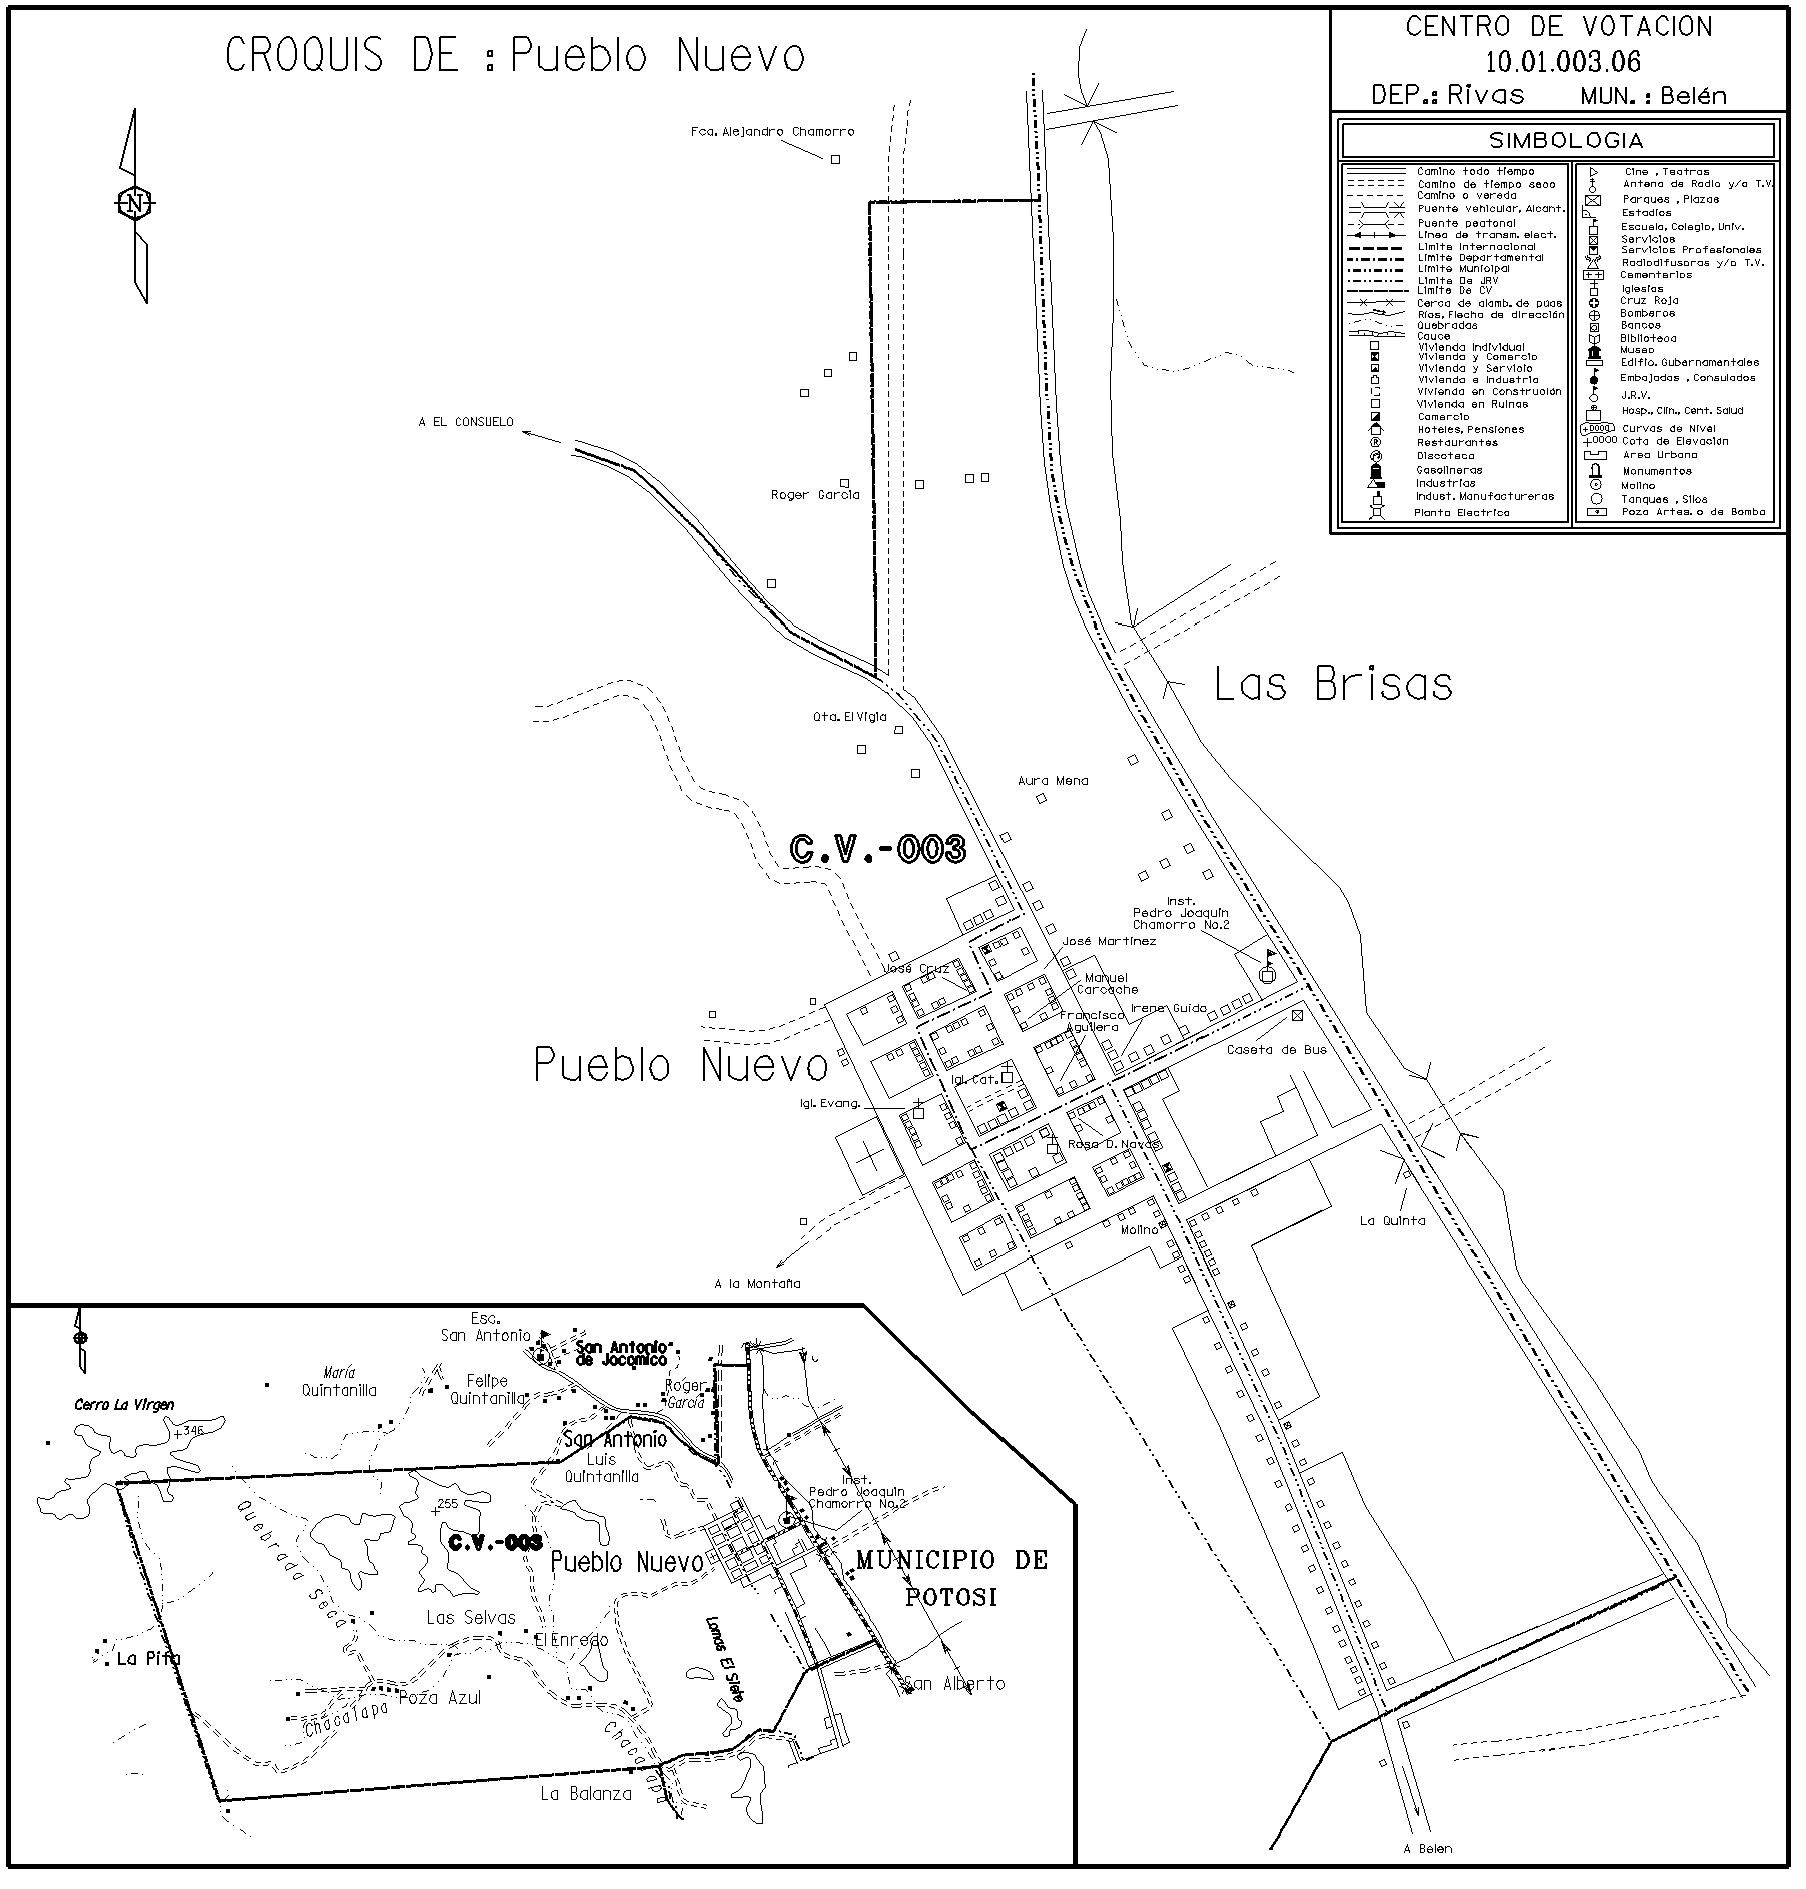 CROQUIS DE : Pueblo Nuevo
CENTRO DE VOTACION
10.01.003.06
DEP.: Rivas MUN. : Belén
SIMBOLOGIA
Camino todo tiempo
Camino de tiempo seco
Camino o vereda
Puente vehicular, Alcant.
Puente peatonal
Linea de transm. elect.
Limite Internacional
Limite Departamental
Limite Municipal
Limite De JRV
Limite De CV
Cerca de alamb. de púas
Ríos, Flecha de dirección
Quebradas
Cauce
Vivienda Individual
Vivienda y Comercio
Vivienda y Servicio
Vivienda e Industria
Vivienda en Construción
Vivienda en Ruinas
Comercio
Hoteles, Pensiones
Restaurantes
Discoteca
Gasolineras
Industrias
Indust. Manufactureras
Planta Electrica
Cine , Teatros
Antena de Radio y/o T.V.
Parques , Plazas
Estadios
Escuela, Colegio, Univ.
Servicios
Servicios Profesionales
Radiodifusoras y/o T.V.
Cementerios
Iglesias
Cruz Roja
Bomberos
Bancos
Biblioteca
Museo
Edific. Gubernamentales
Embajadas , Consulados
J.R.V.
Hosp., Clin., Cent. Salud
Curvas de Nivel
Cota de Elevación
Area Urbana
Monumentos
Molino
Tanques , Silos
Pozo Artes. o de Bomba
N
Fca. Alejandro Chamorro
A EL CONSUELO
Roger García
Las Brisas
Qta. El Vigia
Aura Mena
C.V.-003
Inst.
Pedro Joaquin
Chamorro No.2
José Martínez
José Cruz
Manuel
Carcache
Irene Guido
Francisco
Aguilera
Caseta de Bus
Pueblo Nuevo
Igl. Cat.
Igl. Evang.
Rosa D. Navas
Molino
La Quinta
A la Montaña
A Belen
Esc.
San Antonio
San Antonio
de Jocomico
María
Quintanilla
Felipe
Quintanilla
Roger
García
Cerro La Virgen
346
San Antonio
Luis
Quintanilla
Inst.
Pedro Joaquin
Chamorro No.2
255
C.V.-003
Quebrada Seca
Pueblo Nuevo
MUNICIPIO DE
POTOSI
Las Selvas
El Enredo
Lomas El Siete
La Pita
Poza Azul
Chacalapa
San Alberto
Chacalapa
La Balanza